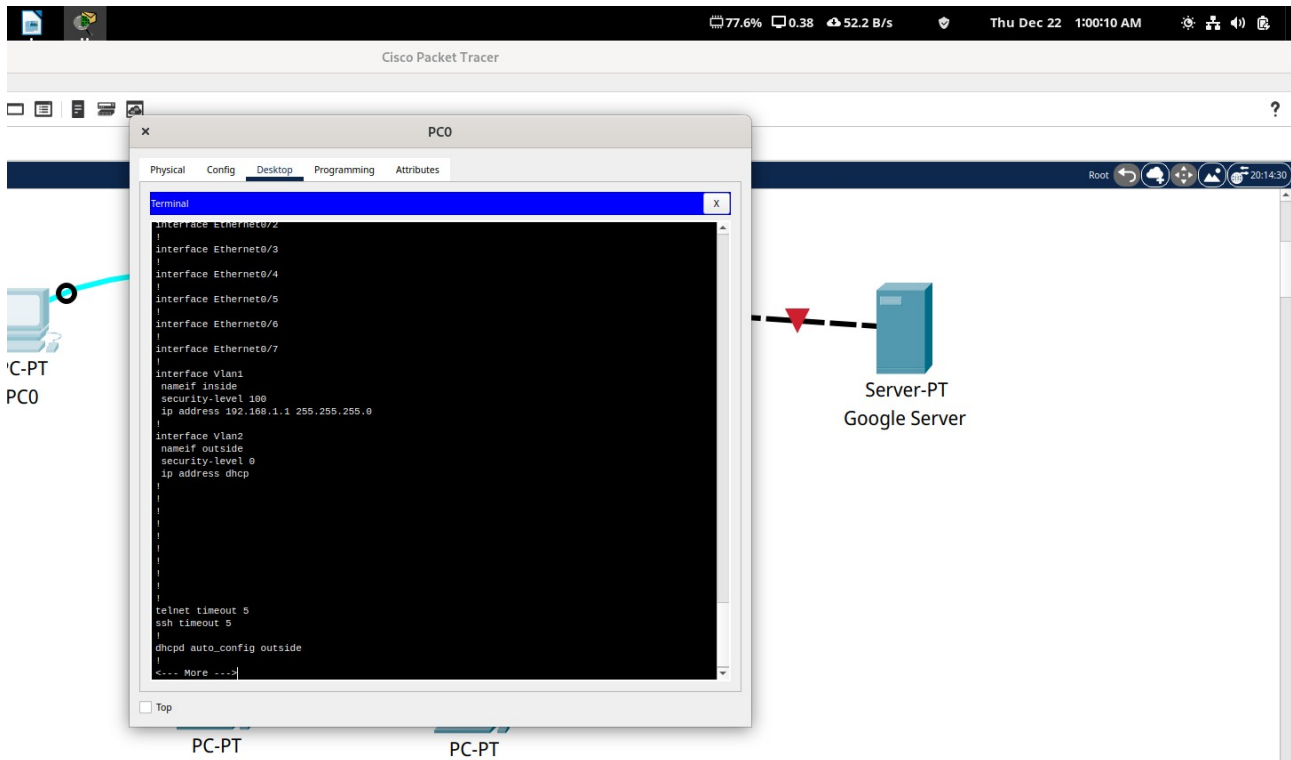 77.6% 0.38 52.2 B/s Thu Dec 22 1:00:10 AM
Cisco Packet Tracer
?
× PC0
Physical Config Desktop Programming Attributes
Root 20:14:30
Terminal X
interface Ethernet0/2
!
interface Ethernet0/3
!
interface Ethernet0/4
!
interface Ethernet0/5
!
interface Ethernet0/6
!
interface Ethernet0/7
!
interface Vlan1
nameif inside
security-level 100
ip address 192.168.1.1 255.255.255.0
!
interface Vlan2
nameif outside
security-level 0
ip address dhcp
!
!
!
!
!
!
!
!
!
!
telnet timeout 5
ssh timeout 5
!
dhcpd auto_config outside
!
<--- More --->
Top
PC-PT
PC0
Server-PT
Google Server
PC-PT
PC-PT